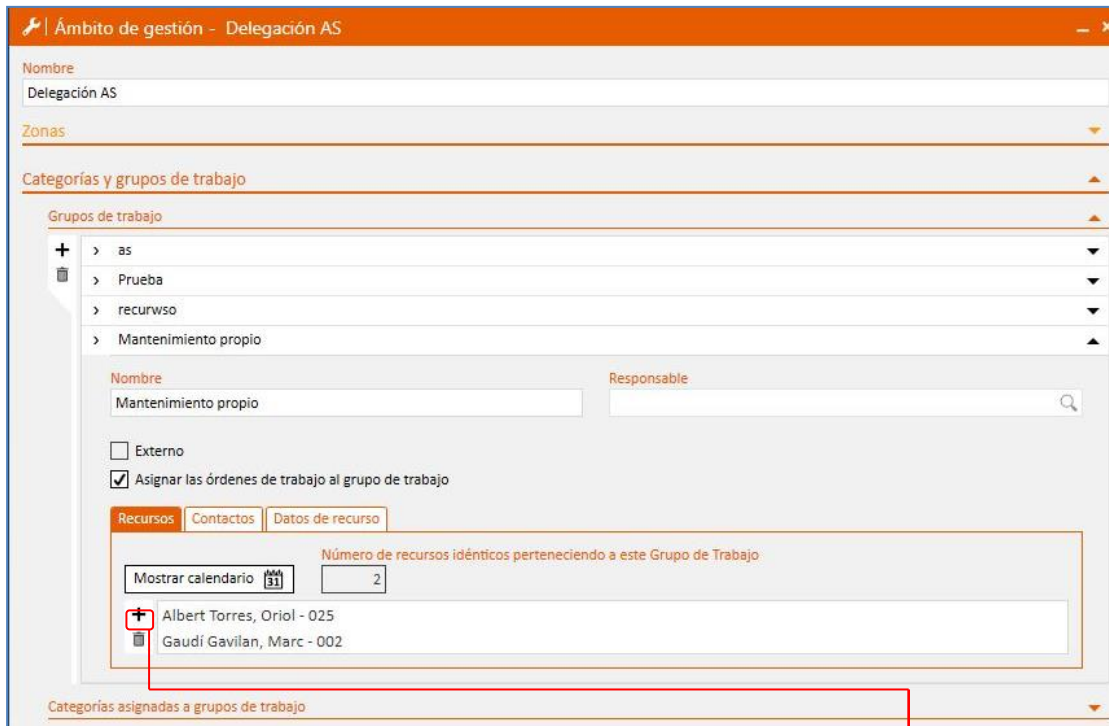 Ámbito de gestión - Delegación AS
Nombre
Delegación AS
Zonas
Categorías y grupos de trabajo
Grupos de trabajo
as
Prueba
recurwso
Mantenimiento propio
Nombre Responsable
Mantenimiento propio
Externo
Asignar las órdenes de trabajo al grupo de trabajo
Recursos Contactos Datos de recurso
Número de recursos idénticos perteneciendo a este Grupo de Trabajo
Mostrar calendario 31 2
Albert Torres, Oriol - 025
Gaudí Gavilan, Marc - 002
Categorías asignadas a grupos de trabajo